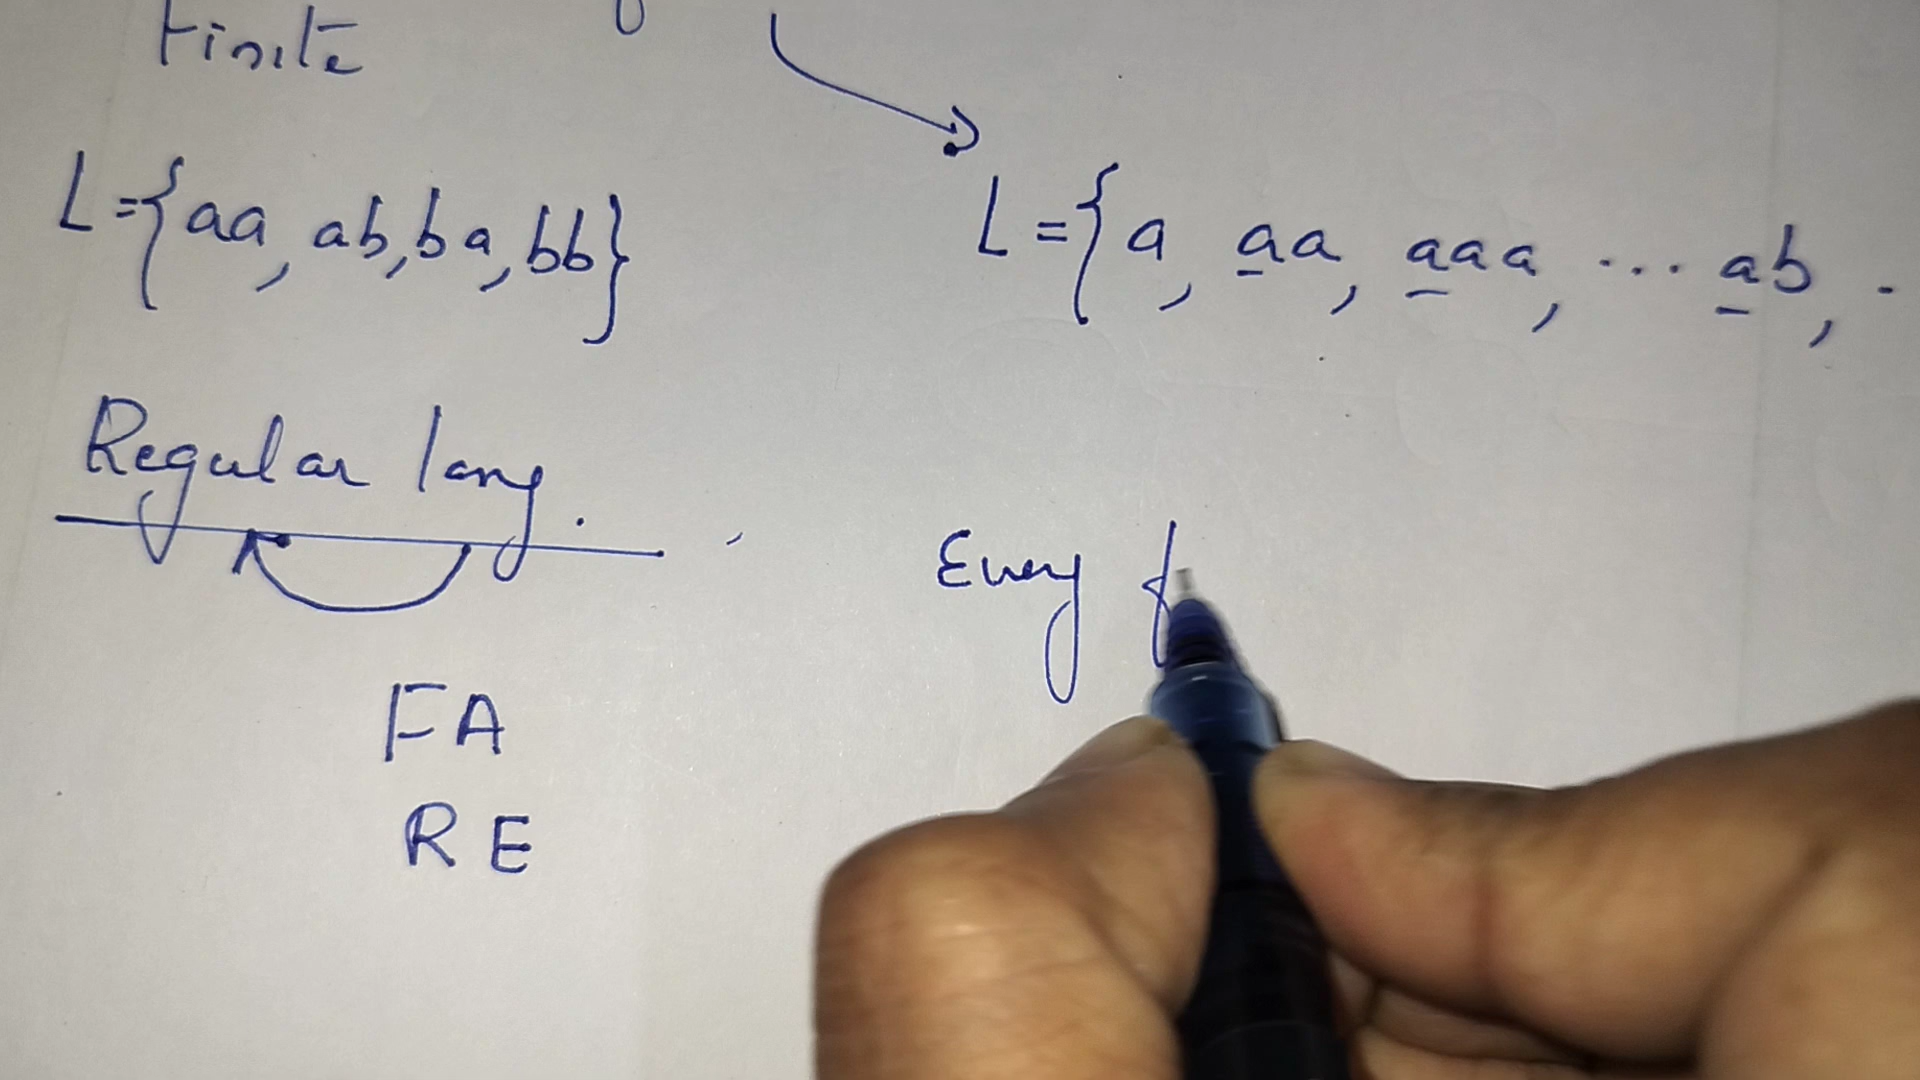 Finite
L={aa, ab, ba, bb}
L={a, aa, aaa, ... ab, .
Regular lang.
Every f
FA
RE